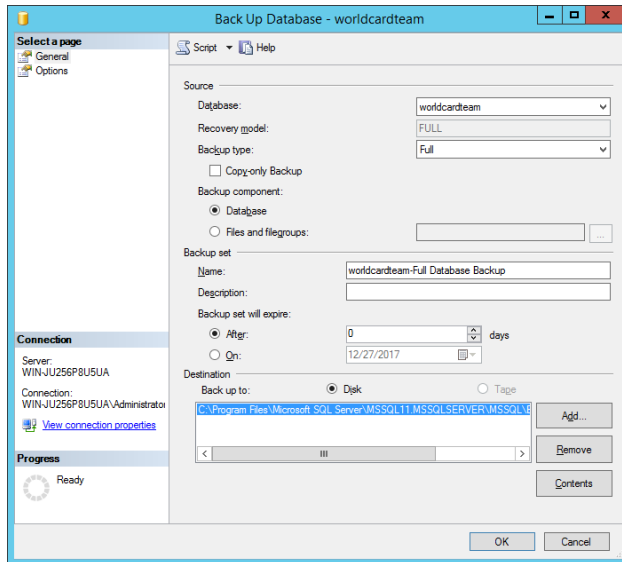 Back Up Database - worldcardteam
Select a page
General
Options
Script Help
Source
Database: worldcardteam
Recovery model: FULL
Backup type: Full
Copy-only Backup
Backup component:
Database
Files and filegroups: ...
Backup set
Name: worldcardteam-Full Database Backup
Description:
Backup set will expire:
After: 0 days
On: 12/27/2017
Destination
Back up to: Disk Tape
C:\Program Files\Microsoft SQL Server\MSSQL11.MSSQLSERVER\MSSQL\
Add...
Remove
Contents
Connection
Server:
WIN-JU256P8U5UA
Connection:
WIN-JU256P8U5UA\Administrator
View connection properties
Progress
Ready
OK Cancel